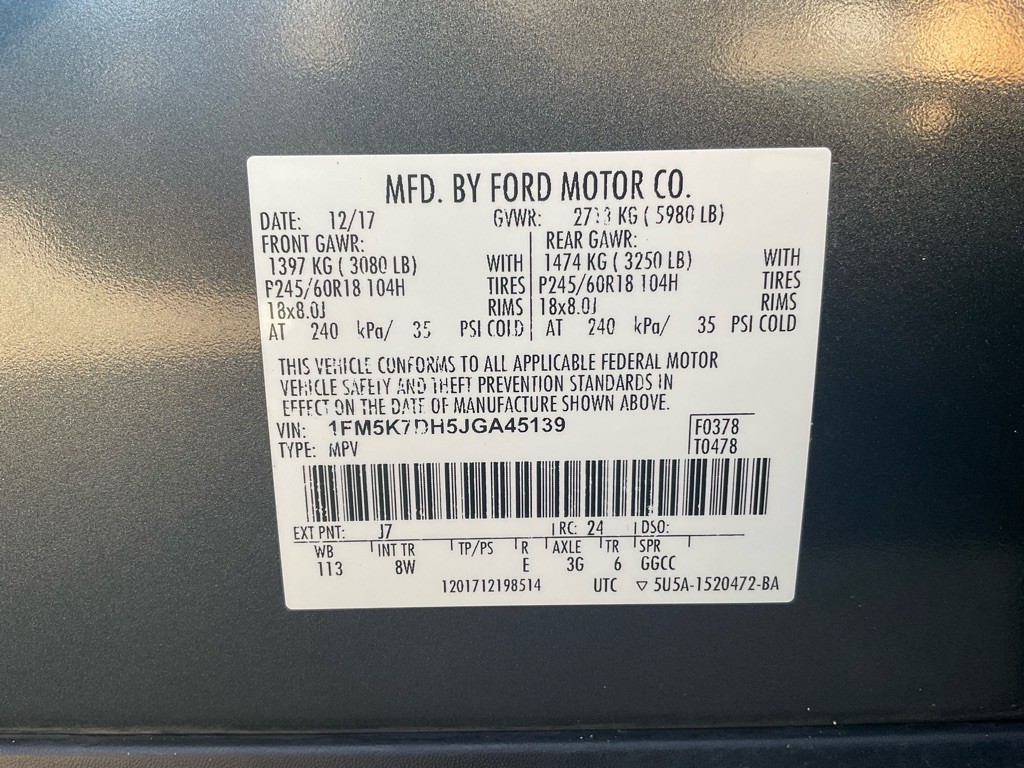 MFD. BY FORD MOTOR CO.
DATE: 12/17 GVWR: 2713 KG ( 5980 LB)
FRONT GAWR: REAR GAWR:
1397 KG ( 3080 LB) WITH 1474 KG ( 3250 LB) WITH
P245/60R18 104H TIRES P245/60R18 104H TIRES
18x8.0J RIMS 18x8.0J RIMS
AT 240 kPa/ 35 PSI COLD AT 240 kPa/ 35 PSI COLD
THIS VEHICLE CONFORMS TO ALL APPLICABLE FEDERAL MOTOR
VEHICLE SAFETY AND THEFT PREVENTION STANDARDS IN
EFFECT ON THE DATE OF MANUFACTURE SHOWN ABOVE.
VIN: 1FM5K7DH5JGA45139 F0378
TYPE: MPV T0478
EXT PNT: J7 RC: 24 DSO:
WB INT TR TP/PS R AXLE TR SPR
113 8W E 3G 6 GGCC
1201712198514 UTC ▽ 5U5A-1520472-BA